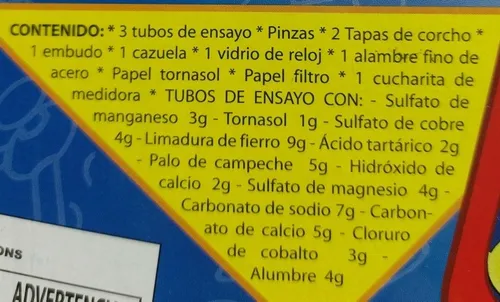 CONTENIDO: * 3 tubos de ensayo * Pinzas * 2 Tapas de corcho *
1 embudo * 1 cazuela * 1 vidrio de reloj * 1 alambre fino de
acero * Papel tornasol * Papel filtro * 1 cucharita de
medidora * TUBOS DE ENSAYO CON: - Sulfato de
manganeso 3g - Tornasol 1g - Sulfato de cobre
4g - Limadura de fierro 9g - Ácido tartárico 2g
- Palo de campeche 5g - Hidróxido de
calcio 2g - Sulfato de magnesio 4g -
Carbonato de sodio 7g - Carbon-
ato de calcio 5g - Cloruro
de cobalto 3g -
Alumbre 4g
ONS